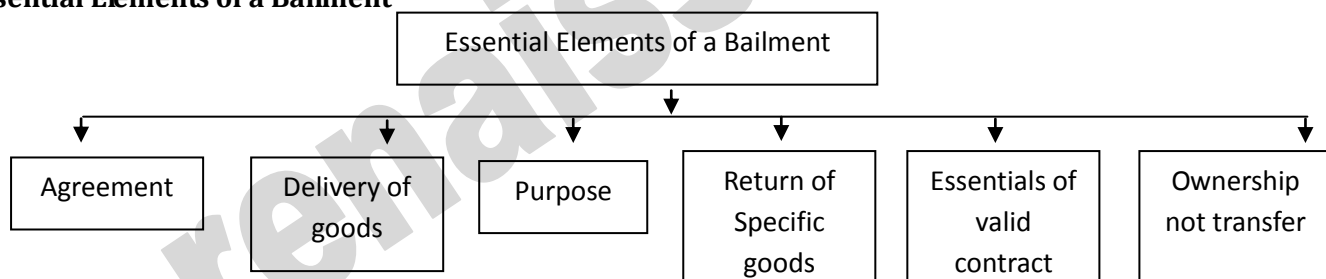 Essential Elements of a Bailment
Essential Elements of a Bailment
Agreement
Delivery of
goods
Purpose
Return of
Specific
goods
Essentials of
valid
contract
Ownership
not transfer